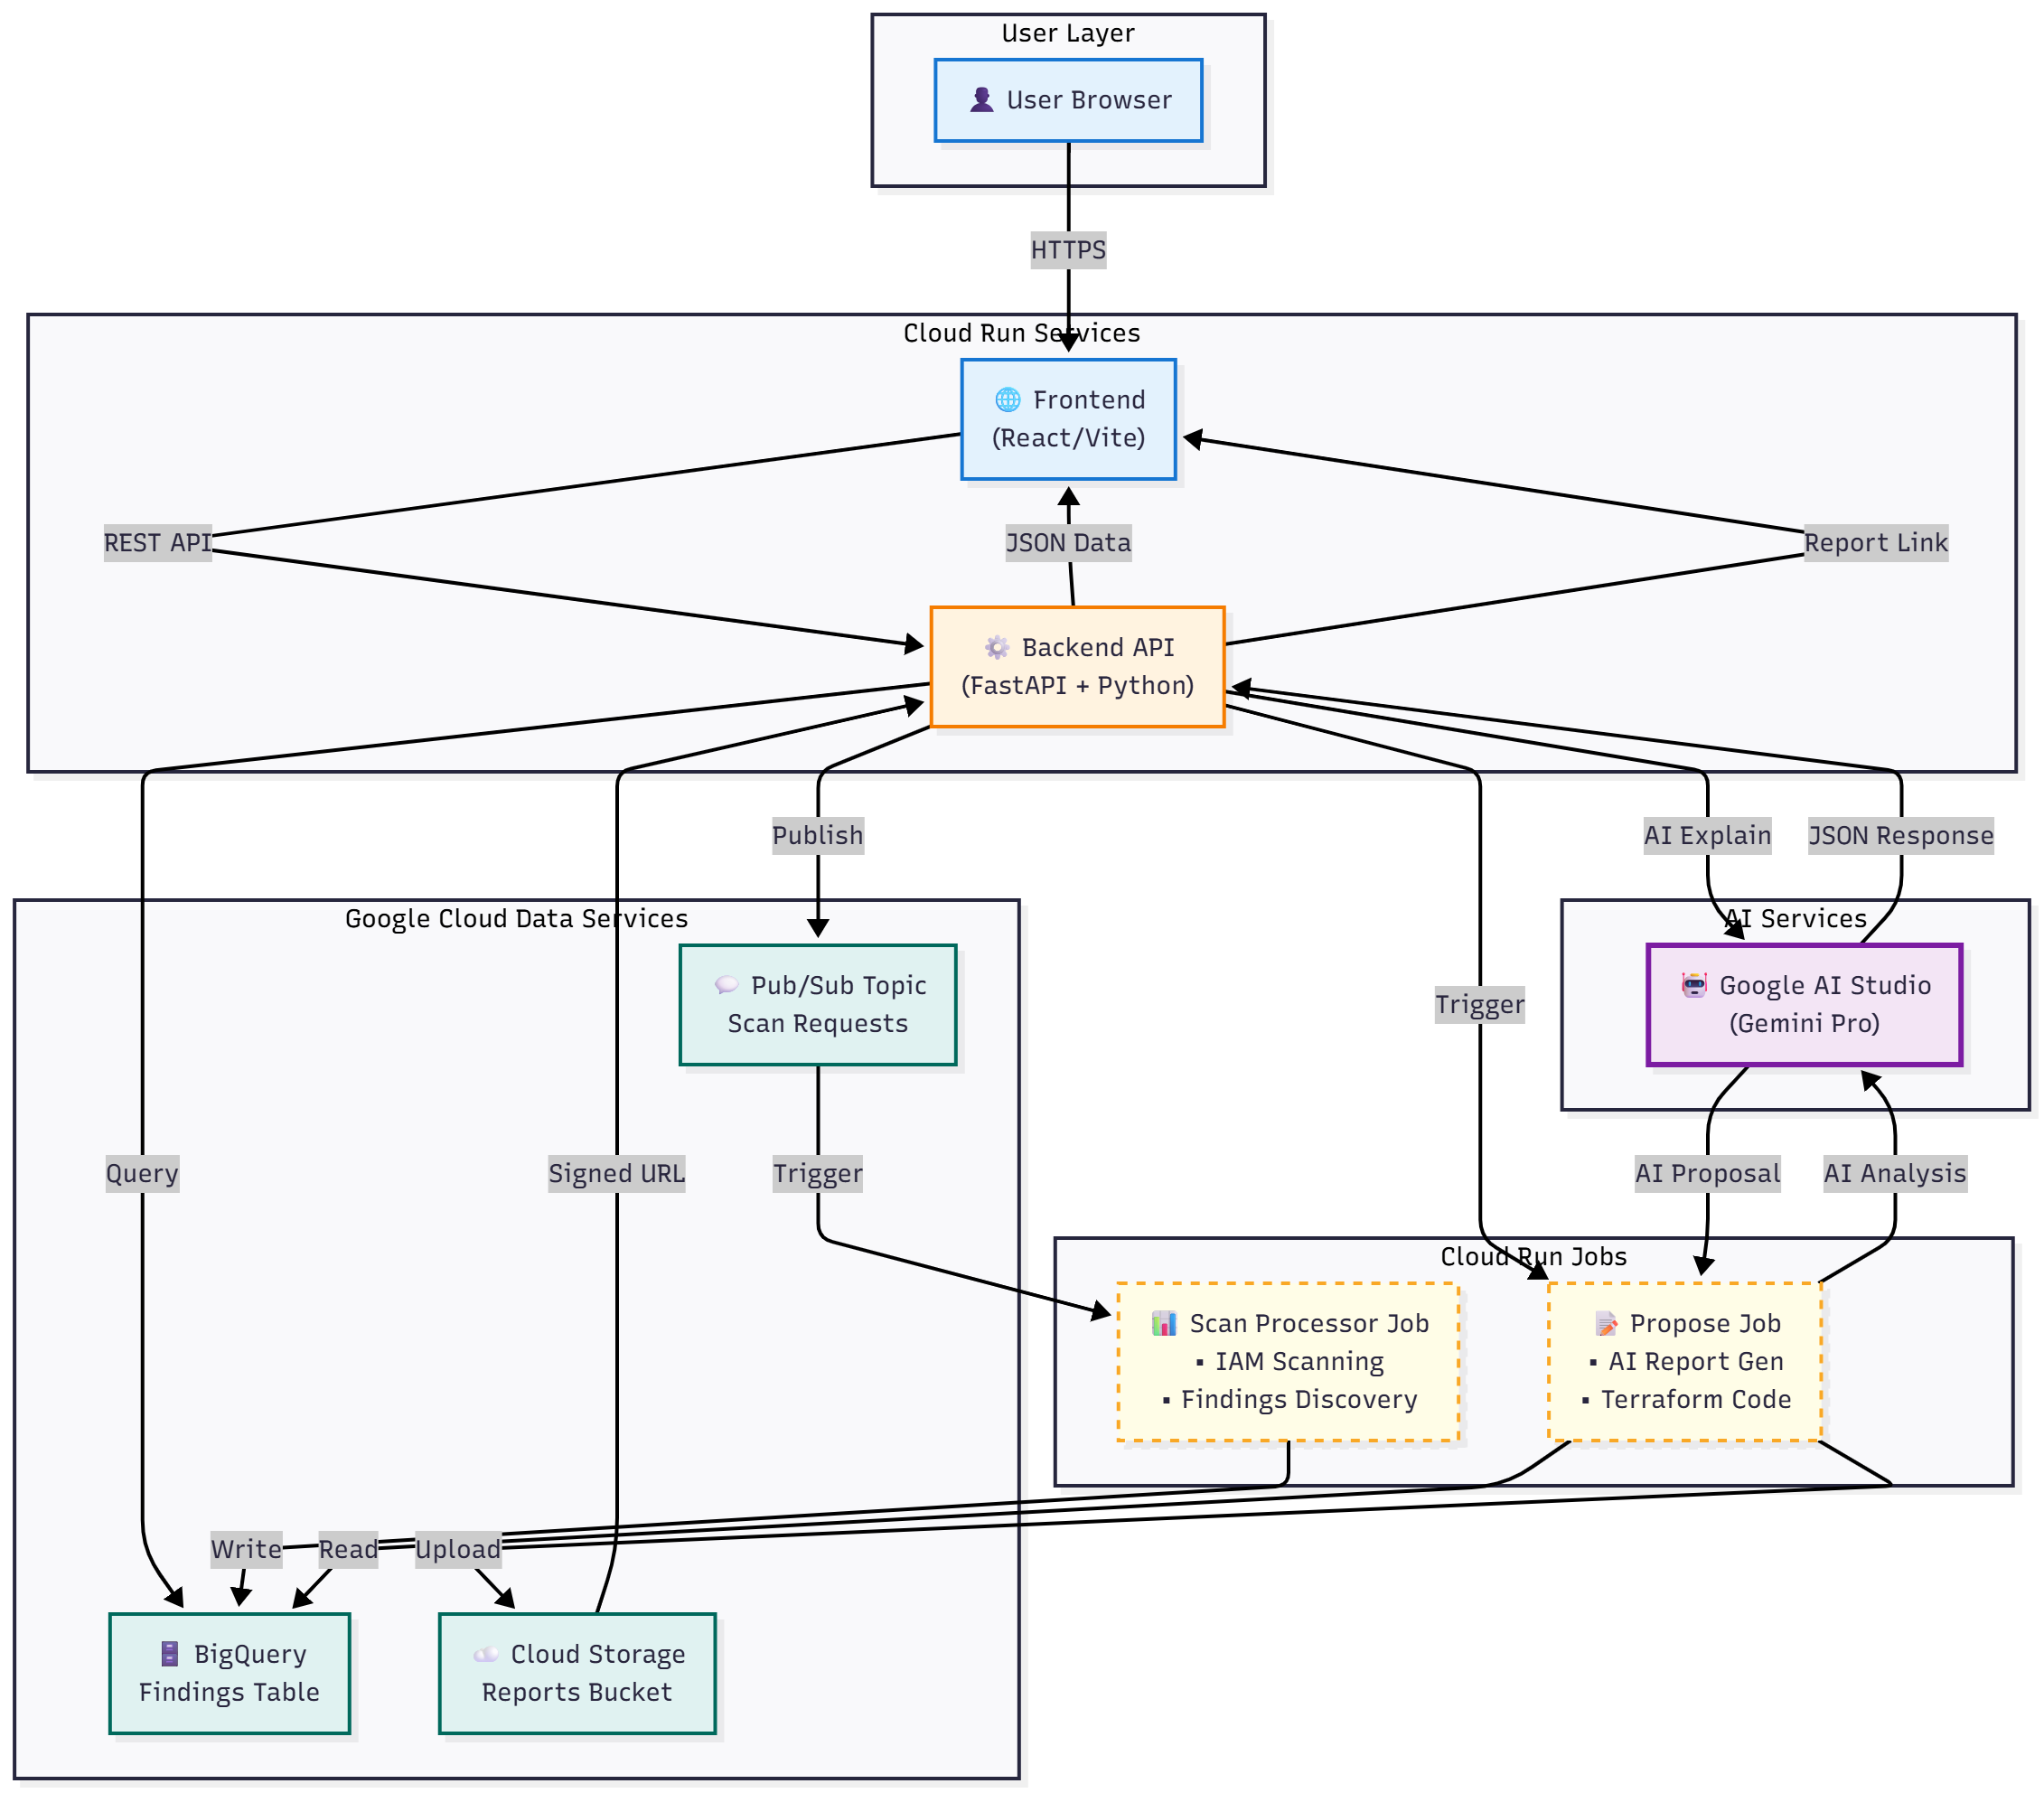 User Layer
User Browser
HTTPS
Cloud Run Services
Frontend
(React/Vite)
REST API
JSON Data
Report Link
Backend API
(FastAPI + Python)
Publish
AI Explain
JSON Response
Google Cloud Data Services
AI Services
Pub/Sub Topic
Scan Requests
Trigger
Google AI Studio
(Gemini Pro)
Query
Signed URL
Trigger
AI Proposal
AI Analysis
Cloud Run Jobs
Scan Processor Job
▪ IAM Scanning
▪ Findings Discovery
Propose Job
▪ AI Report Gen
▪ Terraform Code
Write
Read
Upload
BigQuery
Findings Table
Cloud Storage
Reports Bucket